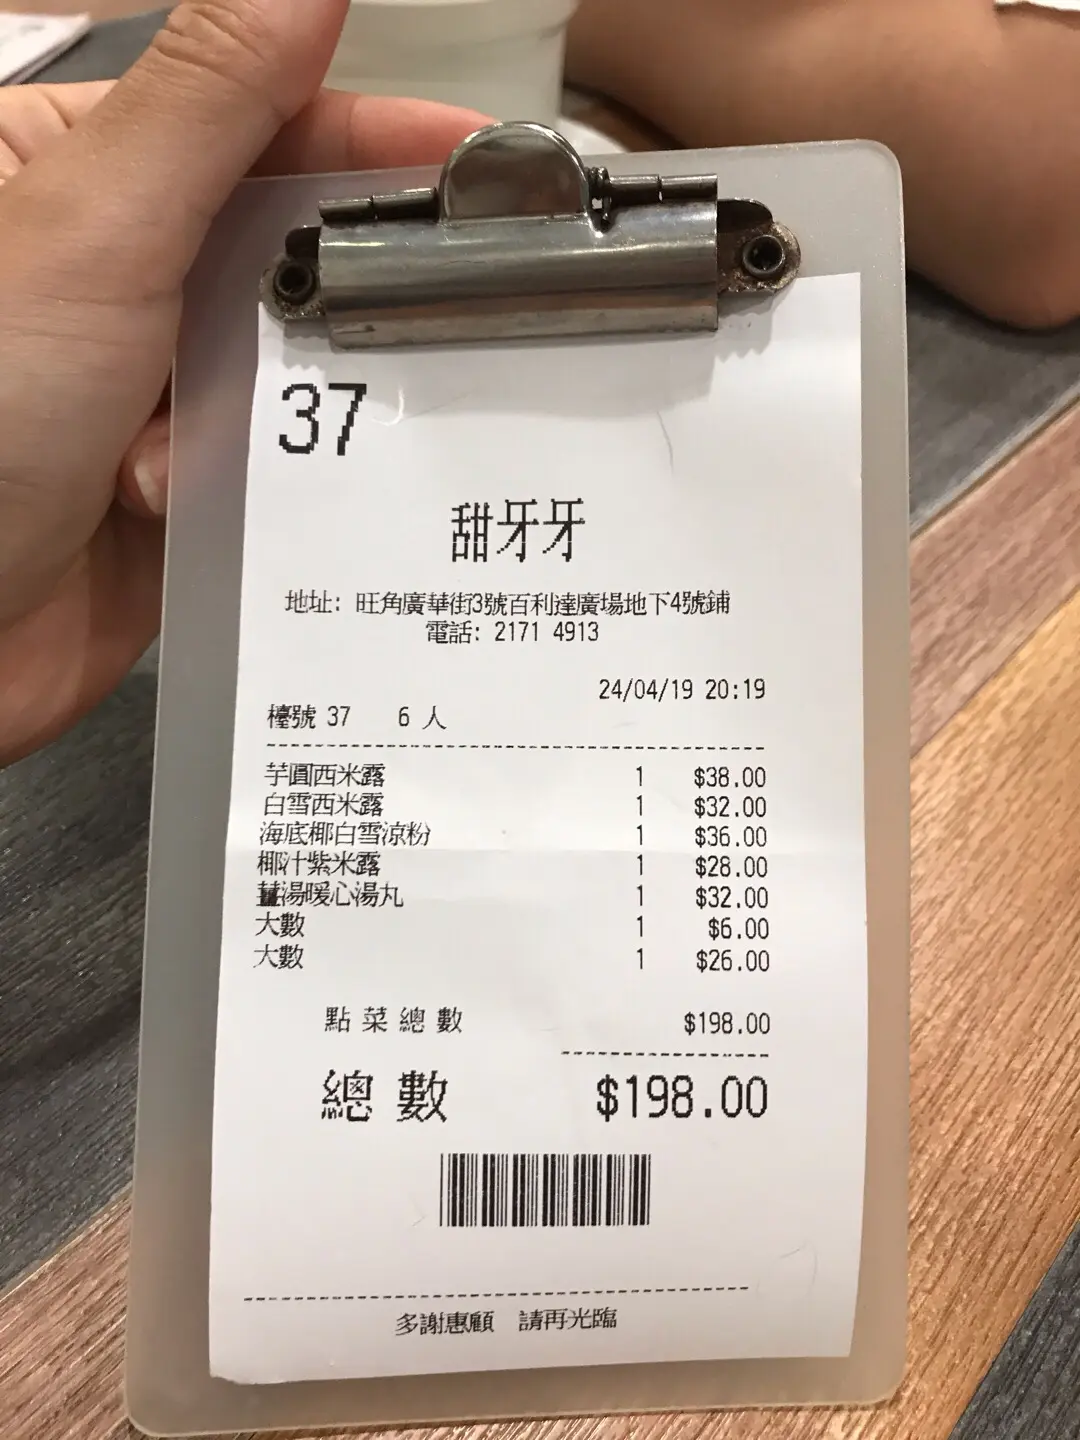 37
甜牙牙
地址: 旺角廣華街3號百利達廣場地下4號鋪
電話: 2171 4913
24/04/19 20:19
檯號 37 6 人
芋圓西米露 1 $38.00
白雪西米露 1 $32.00
海底椰白雪涼粉 1 $36.00
椰汁紫米露 1 $28.00
薑湯暖心湯丸 1 $32.00
大數 1 $6.00
大數 1 $26.00
點菜總數 $198.00
總數 $198.00
多謝惠顧 請再光臨